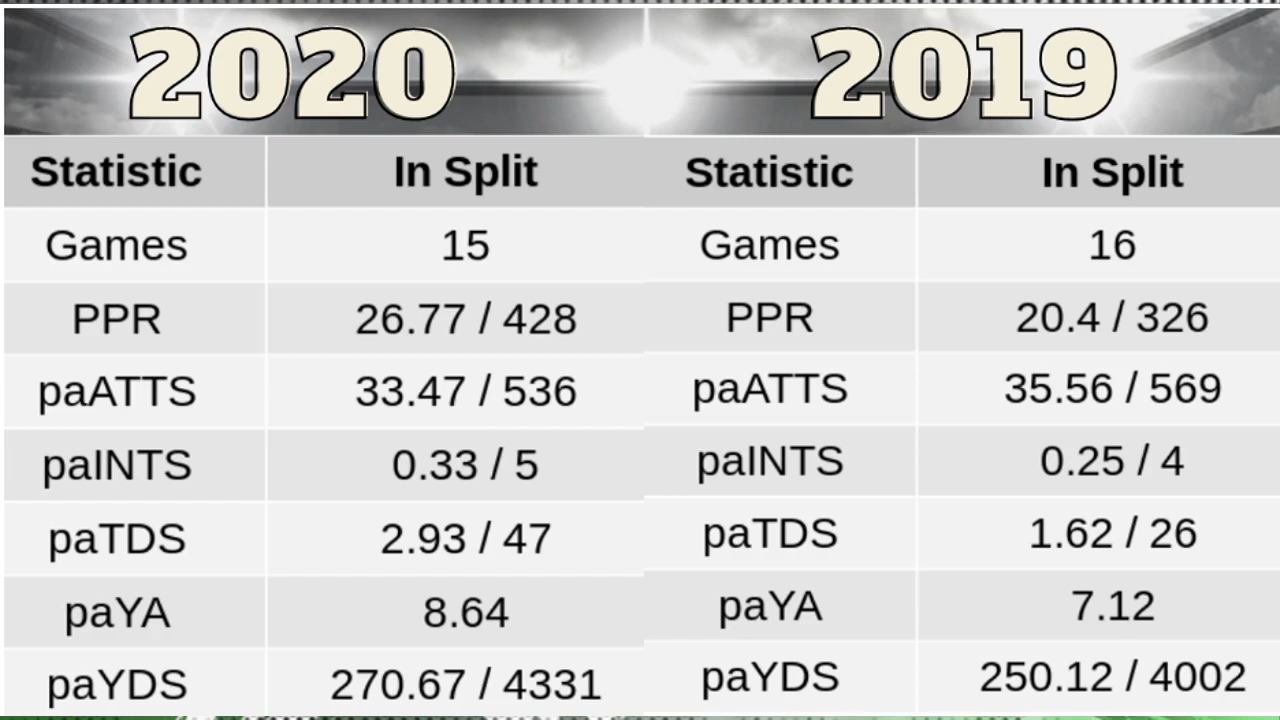 2020 2019
Statistic In Split Statistic In Split
Games 15 Games 16
PPR 26.77 / 428 PPR 20.4 / 326
paATTS 33.47 / 536 paATTS 35.56 / 569
paINTS 0.33 / 5 paINTS 0.25 / 4
paTDS 2.93 / 47 paTDS 1.62 / 26
paYA 8.64 paYA 7.12
paYDS 270.67 / 4331 paYDS 250.12 / 4002